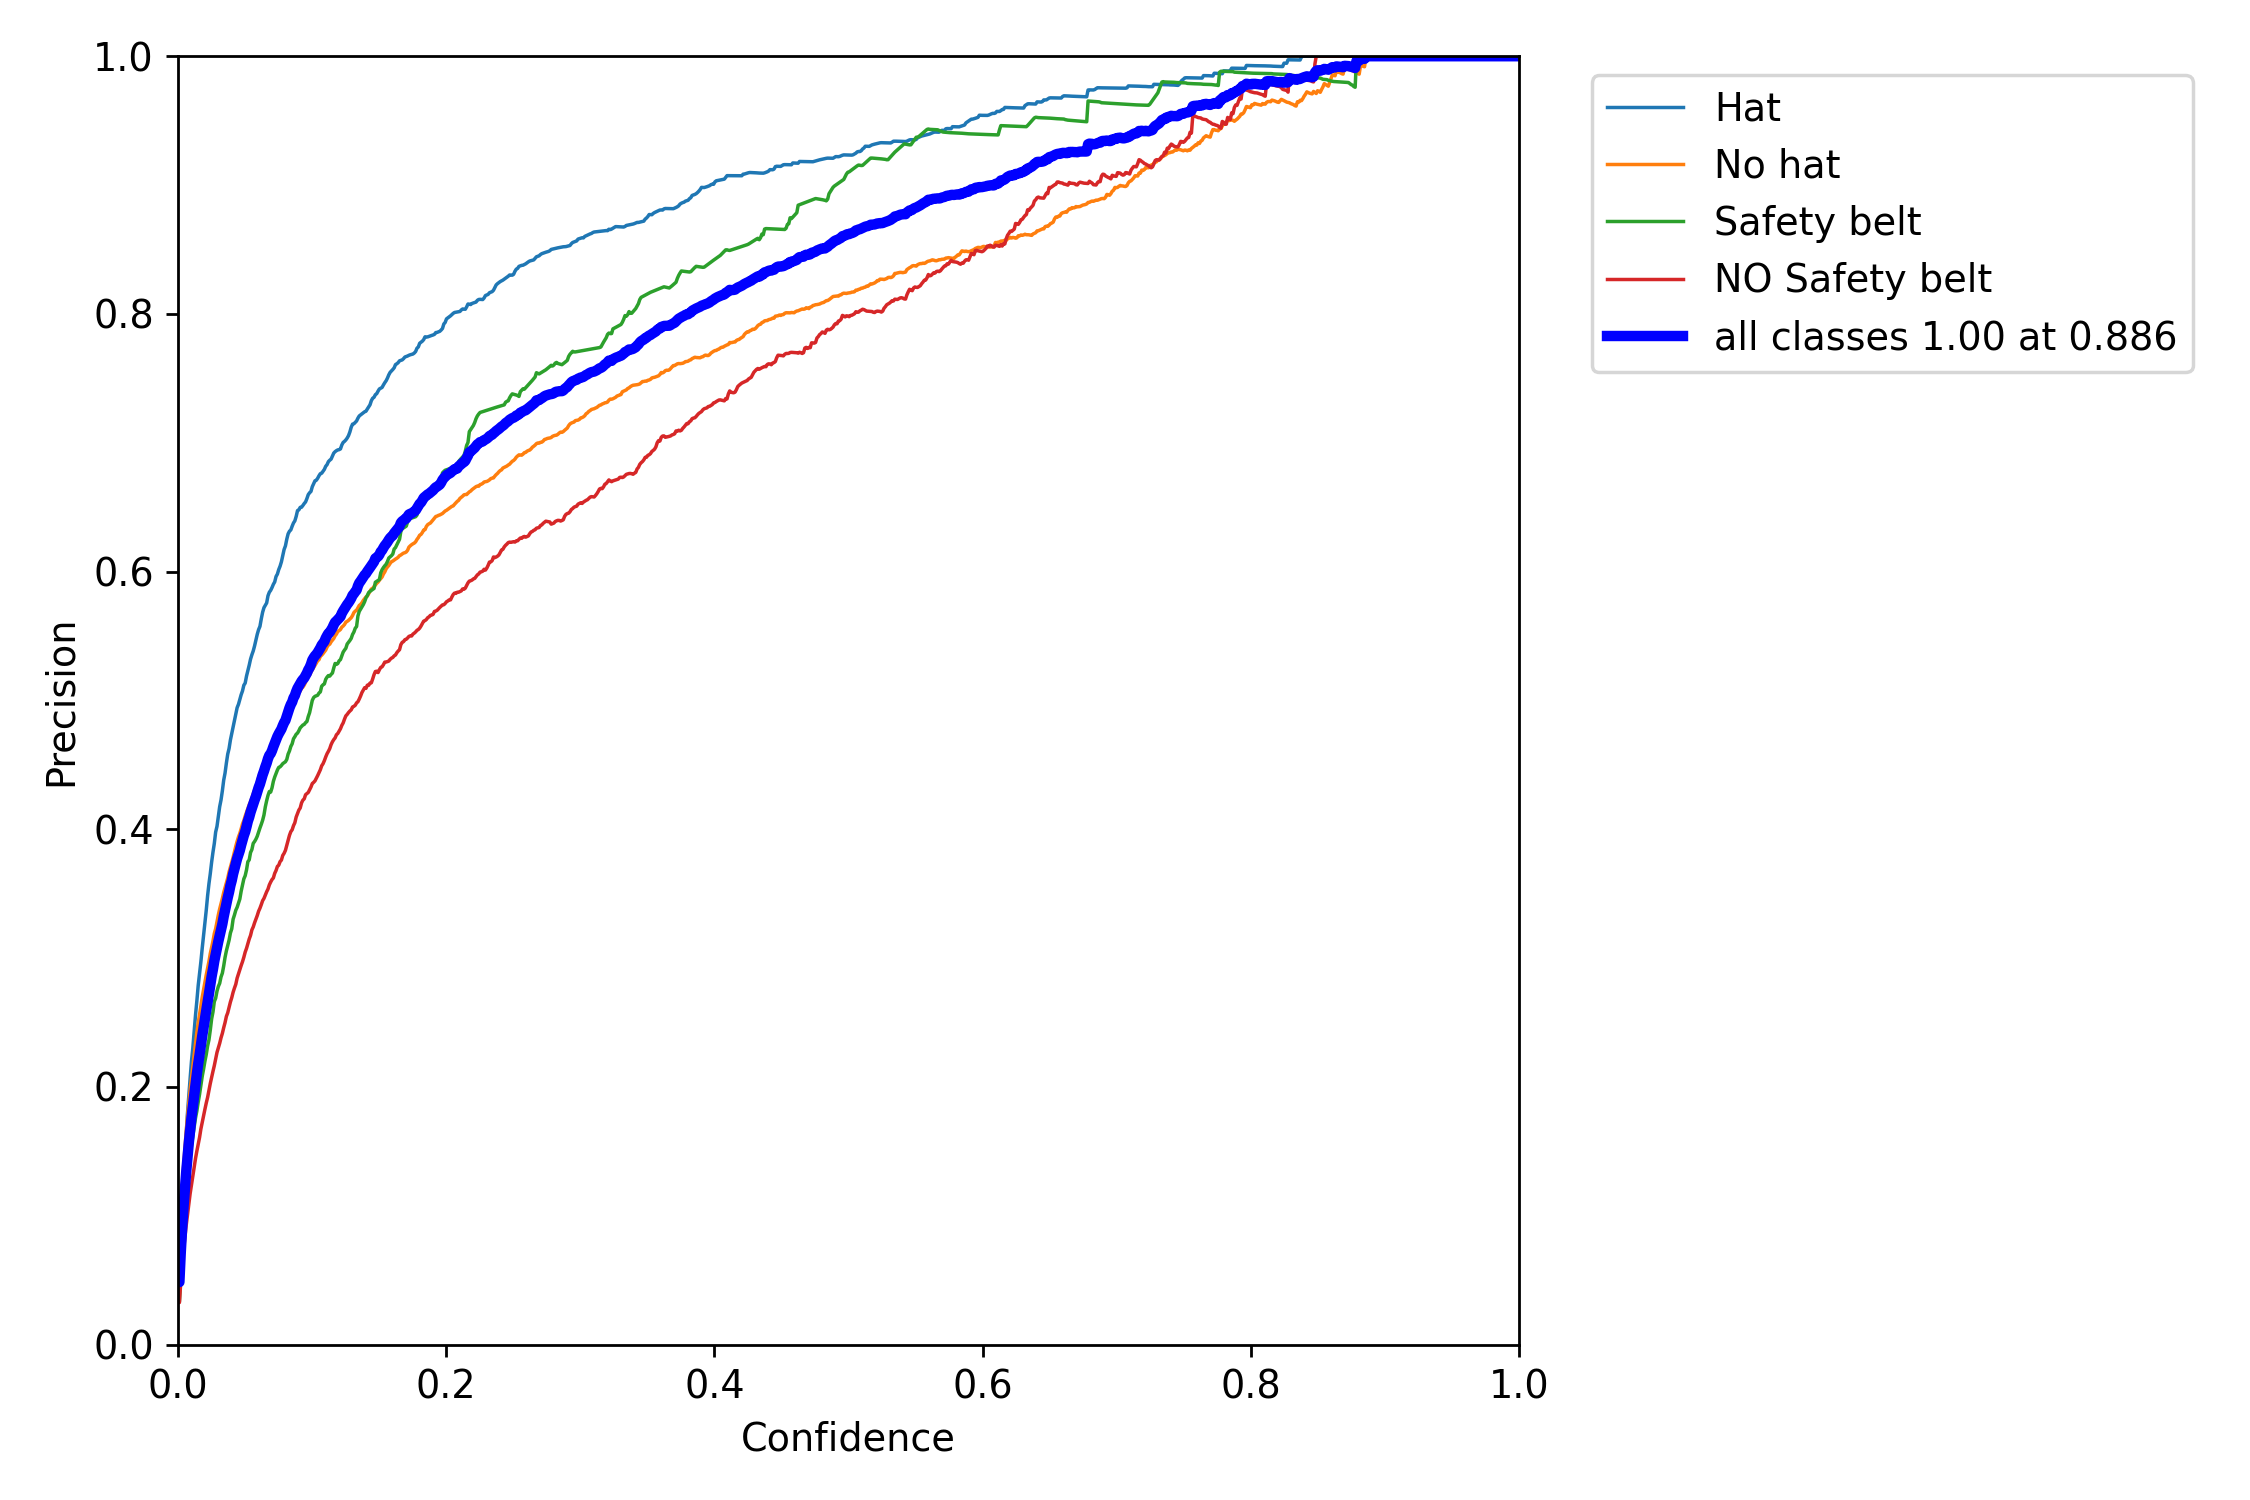 1.0
0.8
0.6
0.4
0.2
0.0
0.0 0.2 0.4 0.6 0.8 1.0
Precision
Confidence
Hat
No hat
Safety belt
NO Safety belt
all classes 1.00 at 0.886